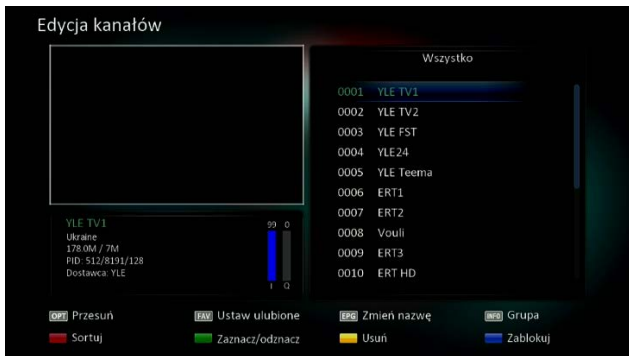 Edycja kanałów
Wszystko
0001 YLE TV1
0002 YLE TV2
0003 YLE FST
0004 YLE24
0005 YLE Teema
0006 ERT1
0007 ERT2
0008 Vouli
0009 ERT3
0010 ERT HD
YLE TV1
Ukraine
178.0M / 7M
PID: 512/8191/128
Dostawca: YLE
99 0
I Q
OPT Przesuń FAV Ustaw ulubione EPG Zmień nazwę INFO Grupa
Sortuj Zaznacz/odznacz Usuń Zablokuj